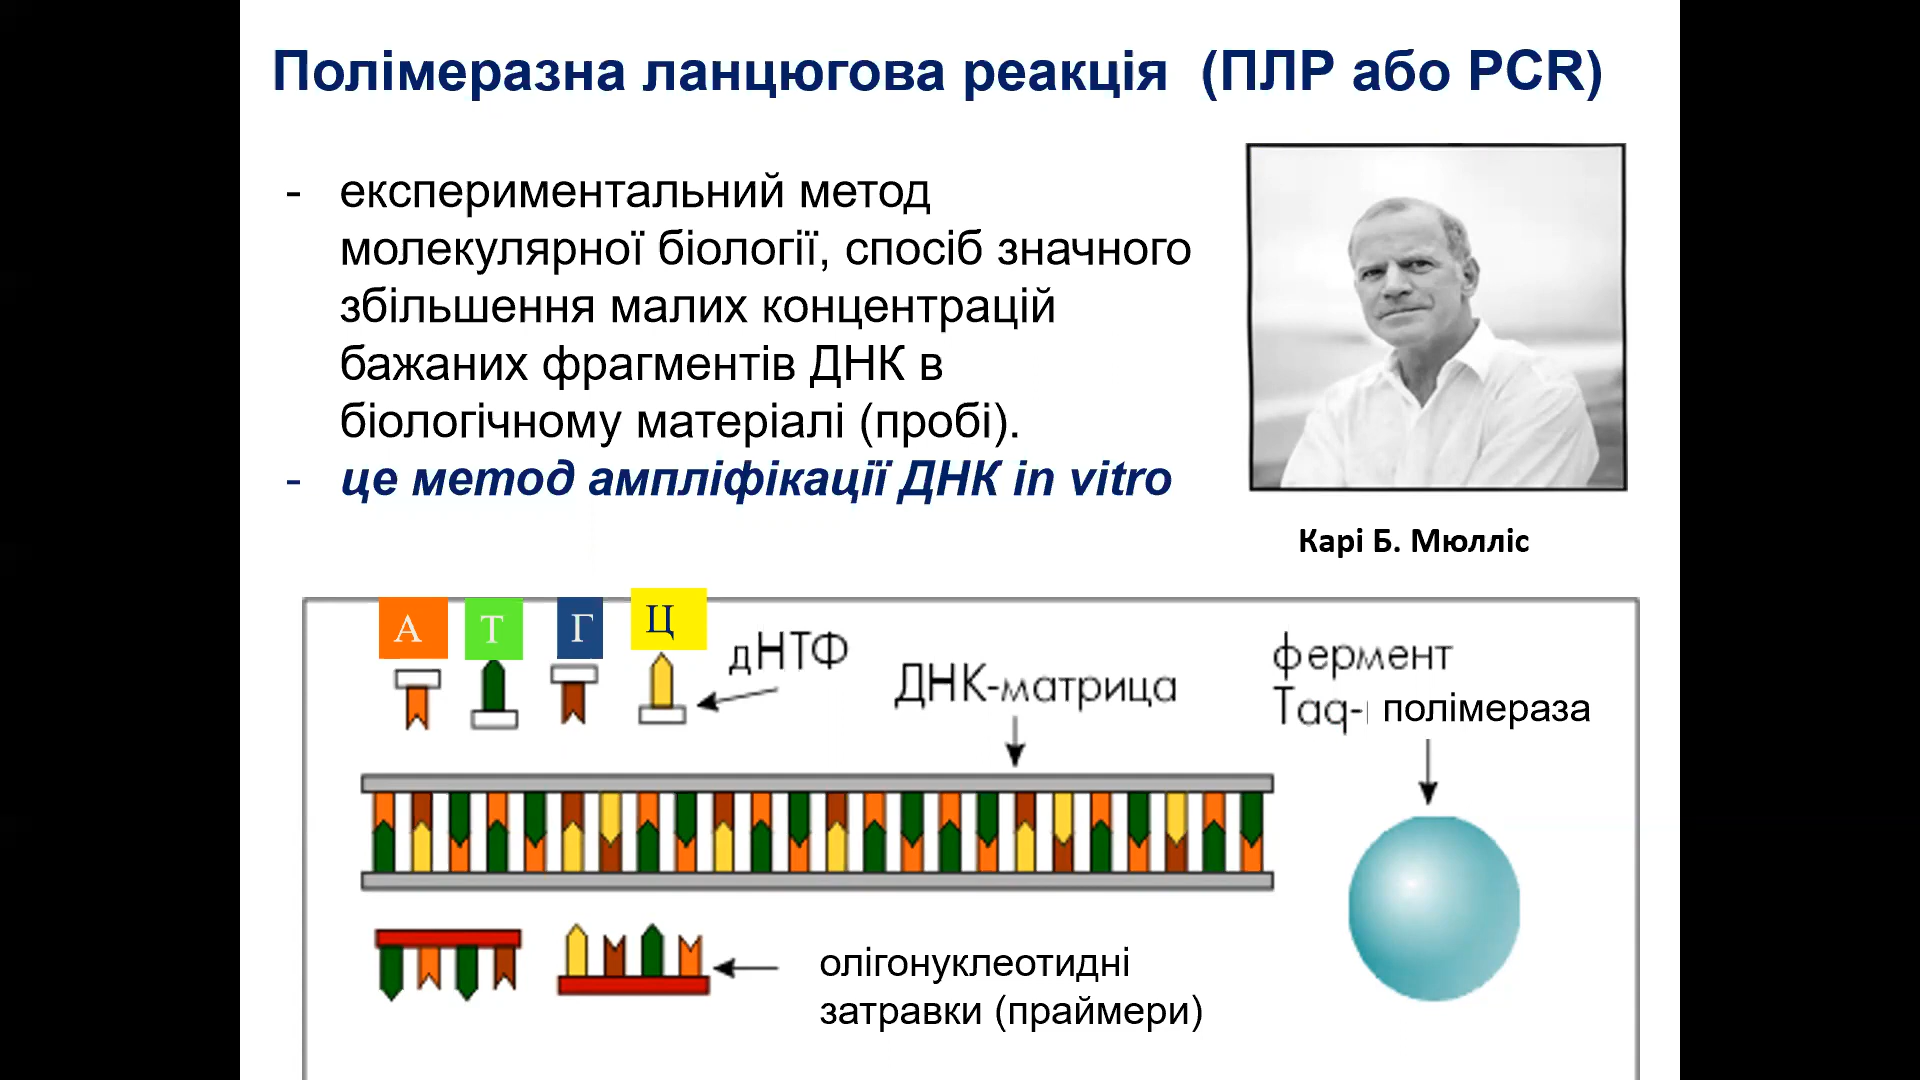 Полімеразна ланцюгова реакція (ПЛР або PCR)
- експериментальний метод
молекулярної біології, спосіб значного
збільшення малих концентрацій
бажаних фрагментів ДНК в
біологічному матеріалі (пробі).
- це метод ампліфікації ДНК in vitro
Карі Б. Мюлліс
А Т Г Ц
дНТФ
ДНК-матрица
фермент
Taq- полімераза
олігонуклеотидні
затравки (праймери)